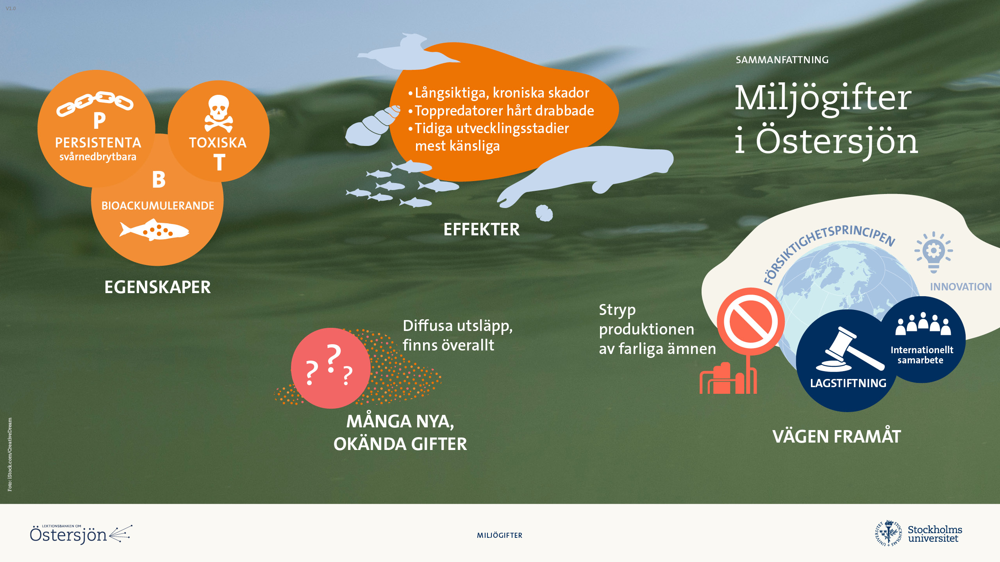 V1.0
SAMMANFATTNING
Miljögifter
i Östersjön
P
PERSISTENTA
svårnedbrytbara
TOXISKA
T
B
BIOACKUMULERANDE
EGENSKAPER
• Långsiktiga, kroniska skador
• Toppredatorer hårt drabbade
• Tidiga utvecklingsstadier
mest känsliga
EFFEKTER
? ? ?
Diffusa utsläpp,
finns överallt
MÅNGA NYA,
OKÄNDA GIFTER
Stryp
produktionen
av farliga ämnen
FÖRSIKTIGHETSPRINCIPEN
INNOVATION
Internationellt
samarbete
LAGSTIFTNING
VÄGEN FRAMÅT
Foto: iStock.com/CreativeDream
LEKTIONSBANKEN OM
Östersjön
MILJÖGIFTER
STOCKHOLMS UNIVERSITET
Stockholms
universitet